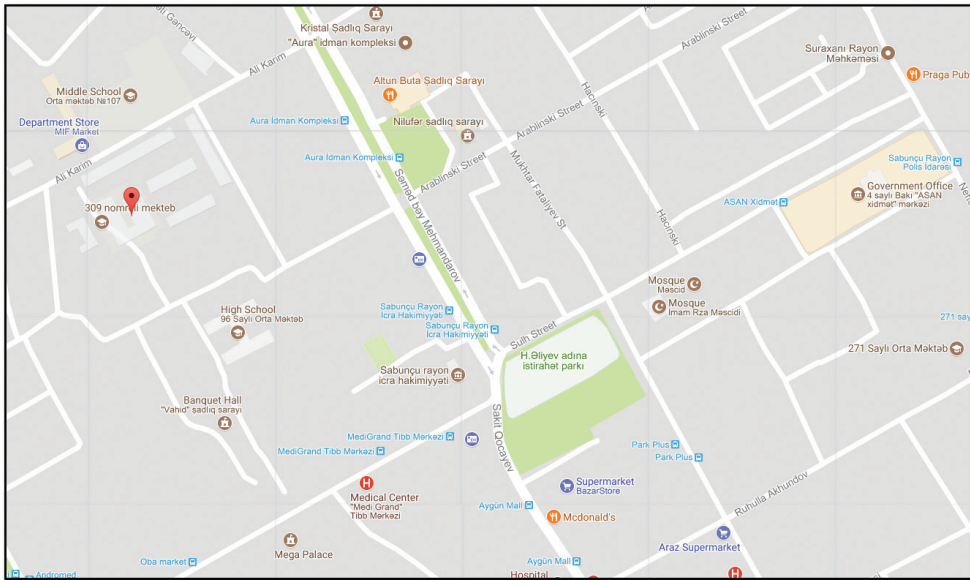 Kristal Şadlıq Sarayı
"Aura" idman kompleksi
Ali Karim
Arablinski Street
Arablinski Street
Suraxanı Rayon
Məhkəməsi
Praga Pub
Middle School
Orta məktəb №107
Department Store
MIF Market
Altun Buta Şadlıq Sarayı
Hacınski
Aura İdman Kompleksi
Nilufər şadlıq sarayı
Aura İdman Kompleksi
Arablinski Street
Mukhtar Fataliyev St
Sabunçu Rayon
Polis İdarəsi
Ali Karim
Səməd bəy Mehmandarov
Government Office
4 saylı Bakı "ASAN
xidmət" mərkəzi
ASAN Xidmət
309 nomreli mekteb
Hacınski
Mosque
Məscid
Mosque
İmam Rza Məscidi
High School
96 Saylı Orta Məktəb
Sabunçu Rayon
İcra Hakimiyyəti
Sabunçu Rayon
İcra Hakimiyyəti
Sulh Street
271 say
271 Saylı Orta Məktəb
H.Əliyev adına
istirahət parkı
Sabunçu rayon
icra hakimiyyəti
Banquet Hall
"Vahid" şadlıq sarayı
Sakit Qocayev
MediGrand Tibb Mərkəzi
MediGrand Tibb Mərkəzi
Park Plus
Park Plus
Medical Center
"Medi Grand"
Tibb Mərkəzi
Supermarket
BazarStore
Ruhulla Akhundov
Aygün Mall
Mcdonald's
Araz Supermarket
Mega Palace
Oba market
Aygün Mall
Andromed
Hospital